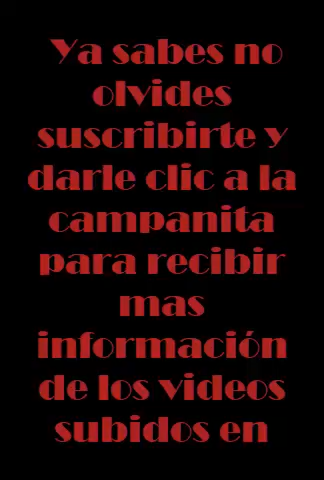 Ya sabes no
olvides
suscribirte y
darle clic a la
campanita
para recibir
mas
información
de los videos
subidos en